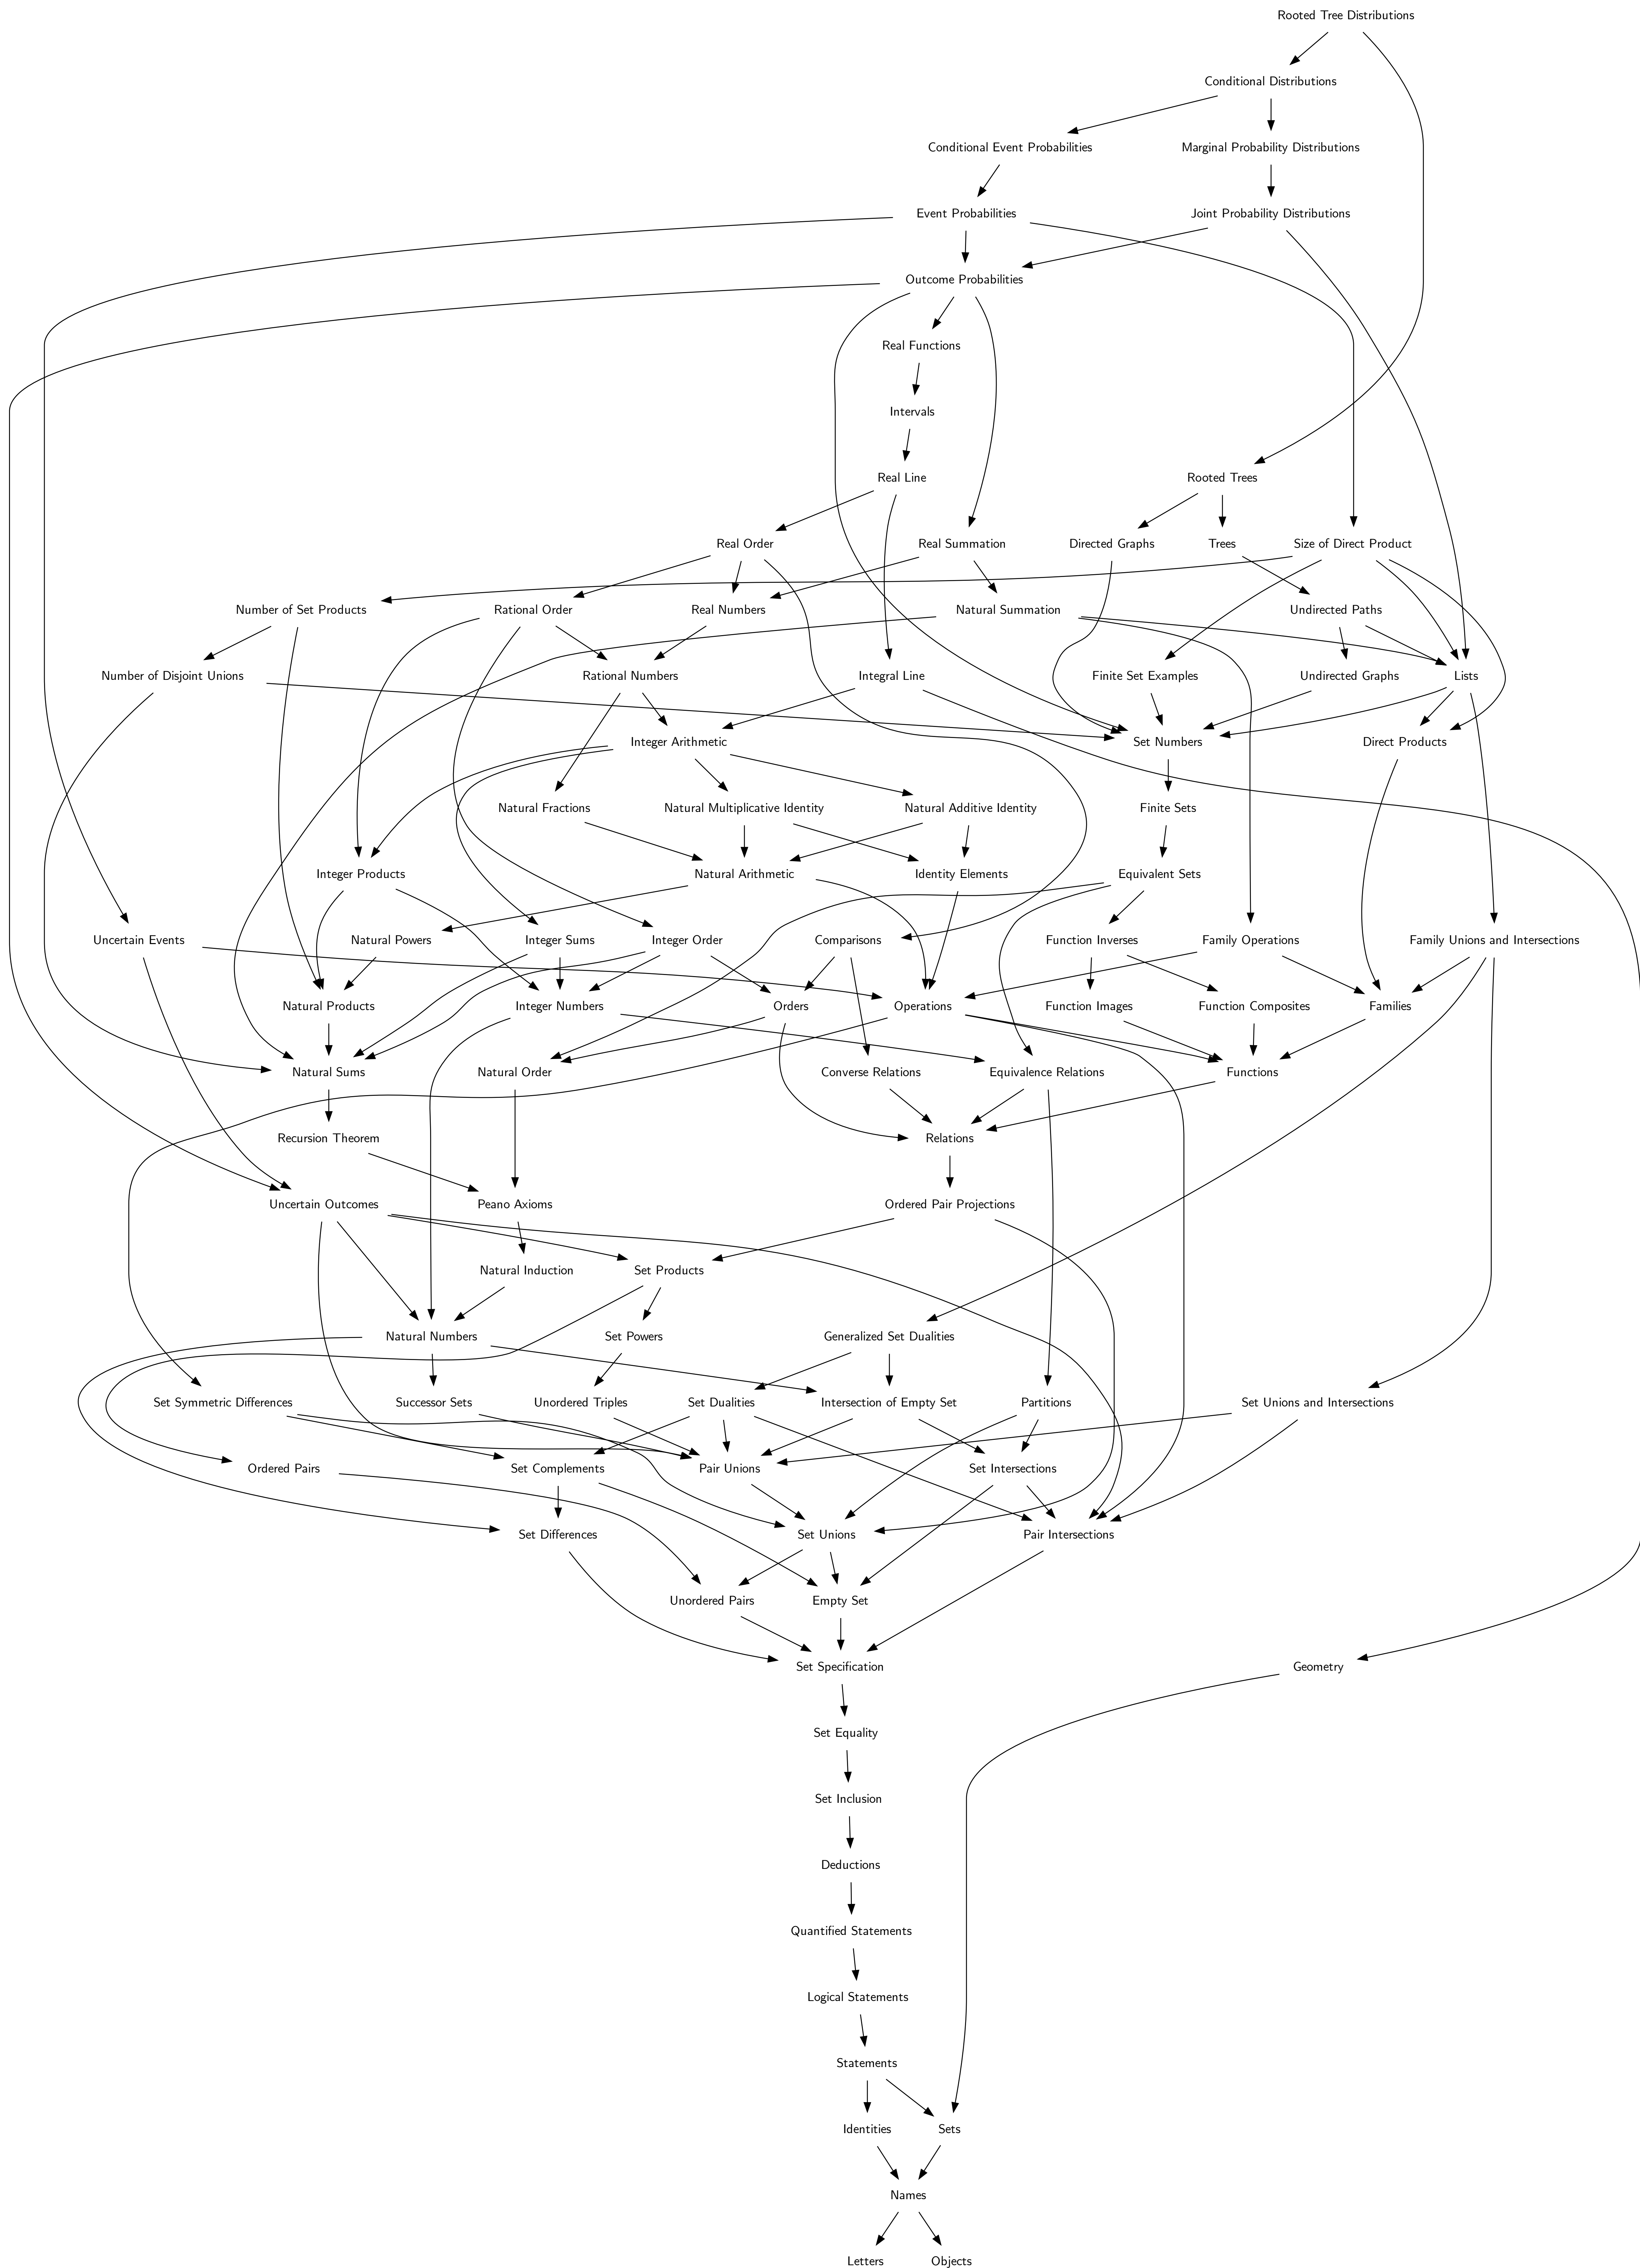 Rooted Tree Distributions
Conditional Distributions
Conditional Event Probabilities
Marginal Probability Distributions
Event Probabilities
Joint Probability Distributions
Outcome Probabilities
Real Functions
Intervals
Real Line
Rooted Trees
Real Order
Real Summation
Directed Graphs
Trees
Size of Direct Product
Number of Set Products
Rational Order
Real Numbers
Natural Summation
Undirected Paths
Number of Disjoint Unions
Rational Numbers
Integral Line
Finite Set Examples
Undirected Graphs
Lists
Integer Arithmetic
Set Numbers
Direct Products
Natural Fractions
Natural Multiplicative Identity
Natural Additive Identity
Finite Sets
Integer Products
Natural Arithmetic
Identity Elements
Equivalent Sets
Uncertain Events
Natural Powers
Integer Sums
Integer Order
Comparisons
Function Inverses
Family Operations
Family Unions and Intersections
Natural Products
Integer Numbers
Orders
Operations
Function Images
Function Composites
Families
Natural Sums
Natural Order
Converse Relations
Equivalence Relations
Functions
Recursion Theorem
Relations
Uncertain Outcomes
Peano Axioms
Ordered Pair Projections
Natural Induction
Set Products
Natural Numbers
Set Powers
Generalized Set Dualities
Set Symmetric Differences
Successor Sets
Unordered Triples
Set Dualities
Intersection of Empty Set
Partitions
Set Unions and Intersections
Ordered Pairs
Set Complements
Pair Unions
Set Intersections
Set Differences
Set Unions
Pair Intersections
Unordered Pairs
Empty Set
Set Specification
Geometry
Set Equality
Set Inclusion
Deductions
Quantified Statements
Logical Statements
Statements
Identities
Sets
Names
Letters
Objects